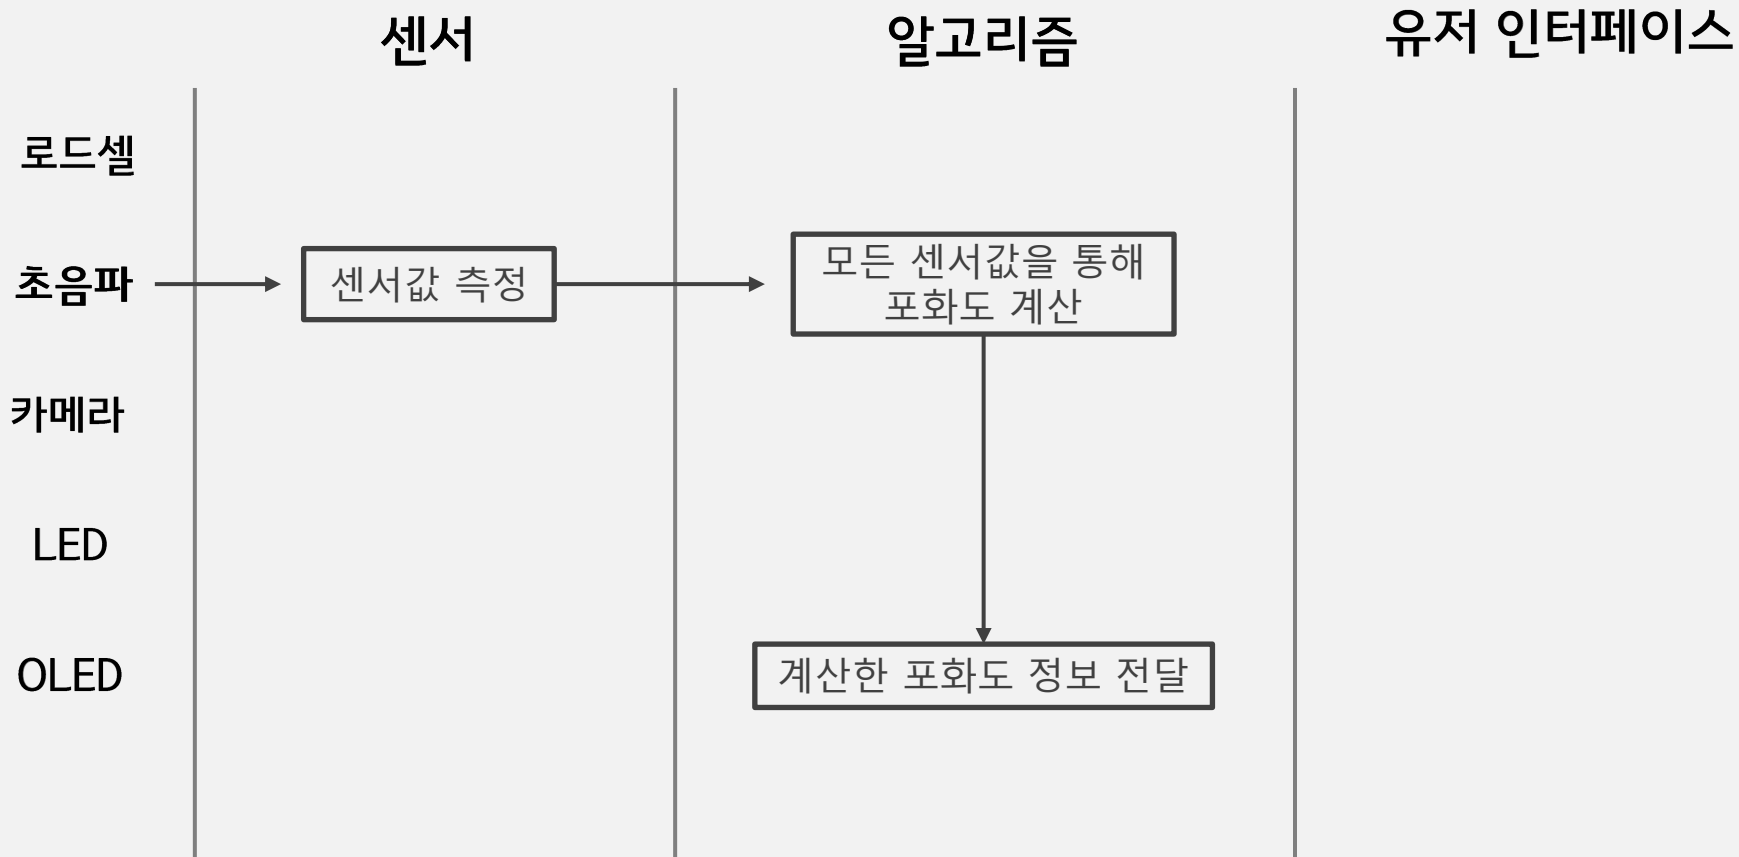 센서
알고리즘
유저 인터페이스
로드셀
초음파
센서값 측정
모든 센서값을 통해
포화도 계산
카메라
LED
OLED
계산한 포화도 정보 전달